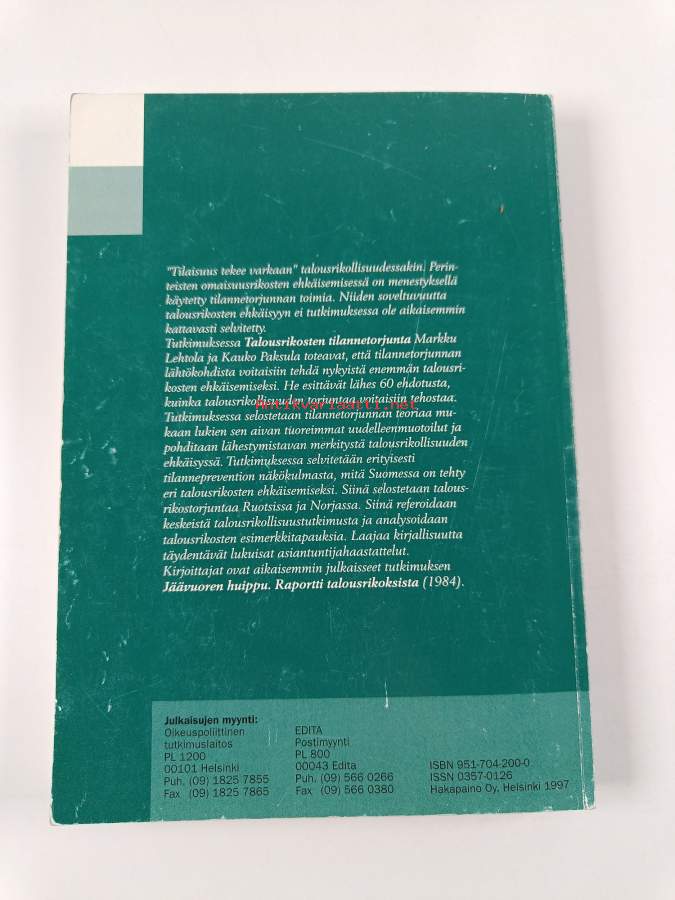 "Tilaisuus tekee varkaan" talousrikollisuudessakin. Perin-
teisten omaisuusrikosten ehkäisemisessä on menestyksellä
käytetty tilannetorjunnan toimia. Niiden soveltuvuutta
talousrikosten ehkäisyyn ei tutkimuksessa ole aikaisemmin
kattavasti selvitetty.
Tutkimuksessa Talousrikosten tilannetorjunta Markku
Lehtola ja Kauko Paksula toteavat, että tilannetorjunnan
lähtökohdista voitaisiin tehdä nykyistä enemmän talousri-
kosten ehkäisemiseksi. He esittävät lähes 60 ehdotusta,
kuinka talousrikollisuuden torjuntaa voitaisiin tehostaa.
Antikvariaatti.net
Tutkimuksessa selostetaan tilannetorjunnan teoriaa mu-
kaan lukien sen aivan tuoreimmat uudelleenmuotoilut ja
pohditaan lähestymistavan merkitystä talousrikollisuuden
ehkäisyssä. Tutkimuksessa selvitetään erityisesti
tilanneprevention näkökulmasta, mitä Suomessa on tehty
eri talousrikosten ehkäisemiseksi. Siinä selostetaan talous-
rikostorjuntaa Ruotsissa ja Norjassa. Siinä referoidaan
keskeistä talousrikollisuustutkimusta ja analysoidaan
talousrikosten esimerkkitapauksia. Laajaa kirjallisuutta
täydentävät lukuisat asiantuntijahaastattelut.
Kirjoittajat ovat aikaisemmin julkaisseet tutkimuksen
Jäävuoren huippu. Raportti talousrikoksista (1984).
Julkaisujen myynti:
Oikeuspoliittinen
tutkimuslaitos
PL 1200
00101 Helsinki
Puh. (09) 1825 7855
Fax (09) 1825 7865
EDITA
Postimyynti
PL 800
00043 Edita
Puh. (09) 566 0266
Fax (09) 566 0380
ISBN 951-704-200-0
ISSN 0357-0126
Hakapaino Oy, Helsinki 1997